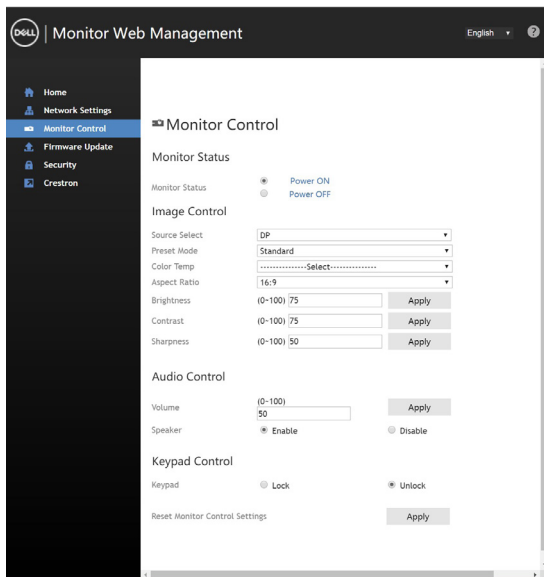 DELL | Monitor Web Management
English
?
Home
Network Settings
Monitor Control
Firmware Update
Security
Crestron
Monitor Control
Monitor Status
Monitor Status
Power ON
Power OFF
Image Control
Source Select DP
Preset Mode Standard
Color Temp ---------------Select---------------
Aspect Ratio 16:9
Brightness (0~100) 75 Apply
Contrast (0~100) 75 Apply
Sharpness (0~100) 50 Apply
Audio Control
(0~100)
Volume 50 Apply
Speaker Enable Disable
Keypad Control
Keypad Lock Unlock
Reset Monitor Control Settings Apply